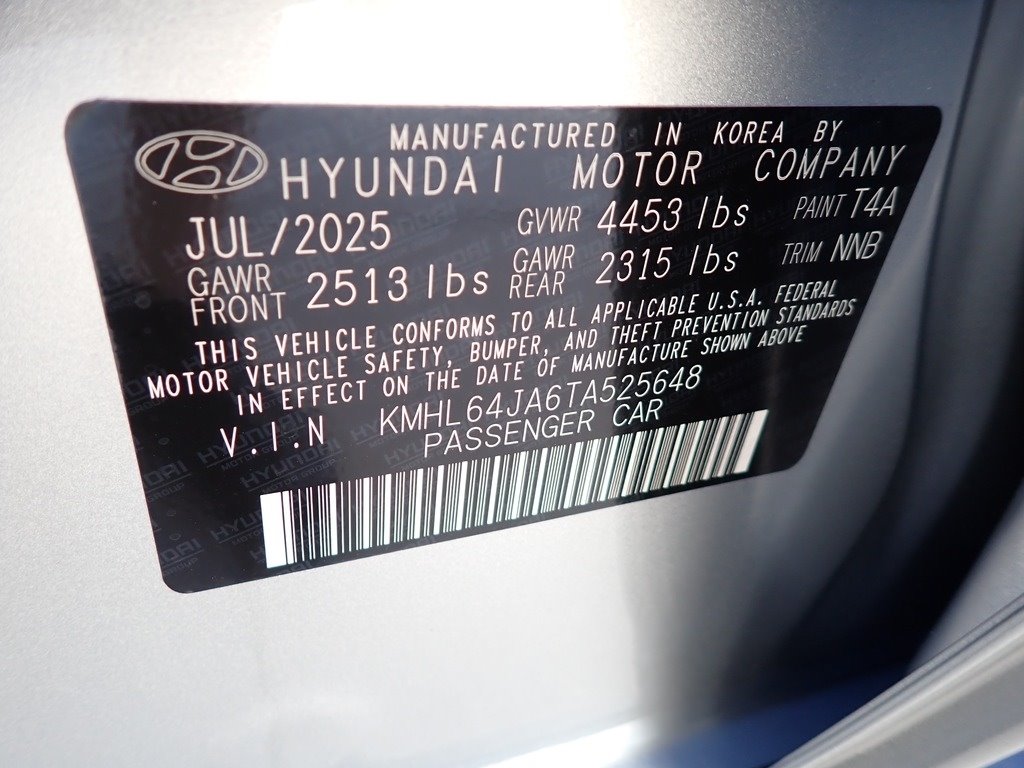 MANUFACTURED IN KOREA BY
HYUNDAI MOTOR COMPANY
JUL/2025 GVWR 4453 lbs PAINT T4A
GAWR FRONT 2513 lbs GAWR REAR 2315 lbs TRIM NNB
THIS VEHICLE CONFORMS TO ALL APPLICABLE U.S.A. FEDERAL
MOTOR VEHICLE SAFETY, BUMPER, AND THEFT PREVENTION STANDARDS
IN EFFECT ON THE DATE OF MANUFACTURE SHOWN ABOVE
V.I.N KMHL64JA6TA525648
PASSENGER CAR